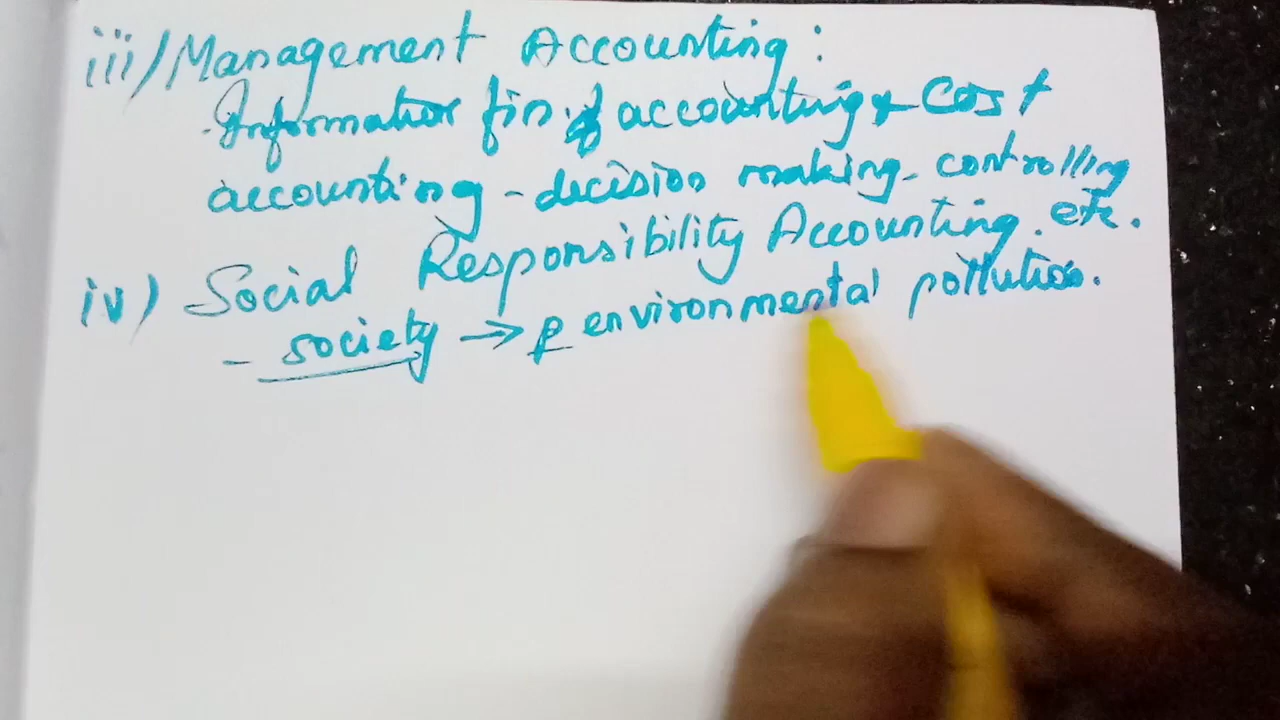 iii) Management Accounting:
Information fin. accounting & cost
accounting - decision making - controlling
etc.
iv) Social Responsibility Accounting.
- society → environmental pollution.